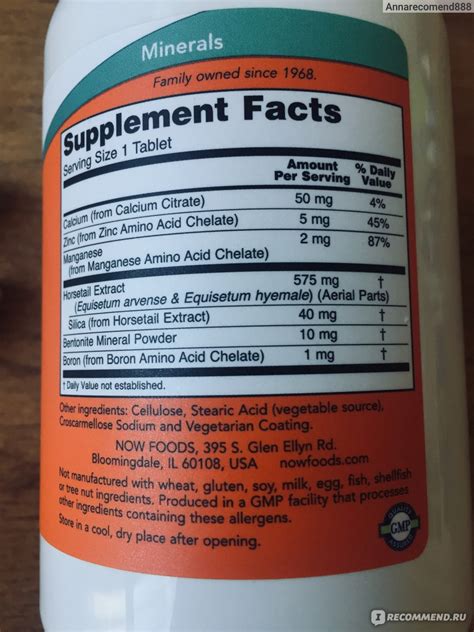 Annarecomend888
Minerals
Family owned since 1968.
Supplement Facts
Serving Size 1 Tablet
Amount Per Serving % Daily Value
Calcium (from Calcium Citrate) 50 mg 4%
Zinc (from Zinc Amino Acid Chelate) 5 mg 45%
Manganese 2 mg 87%
(from Manganese Amino Acid Chelate)
Horsetail Extract 575 mg †
(Equisetum arvense & Equisetum hyemale) (Aerial Parts)
Silica (from Horsetail Extract) 40 mg †
Bentonite Mineral Powder 10 mg †
Boron (from Boron Amino Acid Chelate) 1 mg †
† Daily Value not established.
Other ingredients: Cellulose, Stearic Acid (vegetable source),
Croscarmellose Sodium and Vegetarian Coating.
NOW FOODS, 395 S. Glen Ellyn Rd.
Bloomingdale, IL 60108, USA nowfoods.com
Not manufactured with wheat, gluten, soy, milk, egg, fish, shellfish
or tree nut ingredients. Produced in a GMP facility that processes
other ingredients containing these allergens.
Store in a cool, dry place after opening.
GMP
I RECOMMEND.RU